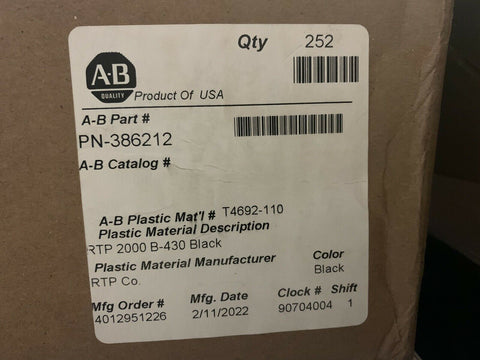 Qty 252
A-B
QUALITY
Product Of USA
A-B Part #
PN-386212
A-B Catalog #
A-B Plastic Mat'l # T4692-110
Plastic Material Description
RTP 2000 B-430 Black
Plastic Material Manufacturer Color
RTP Co. Black
Mfg Order # Mfg. Date Clock # Shift
4012951226 2/11/2022 90704004 1